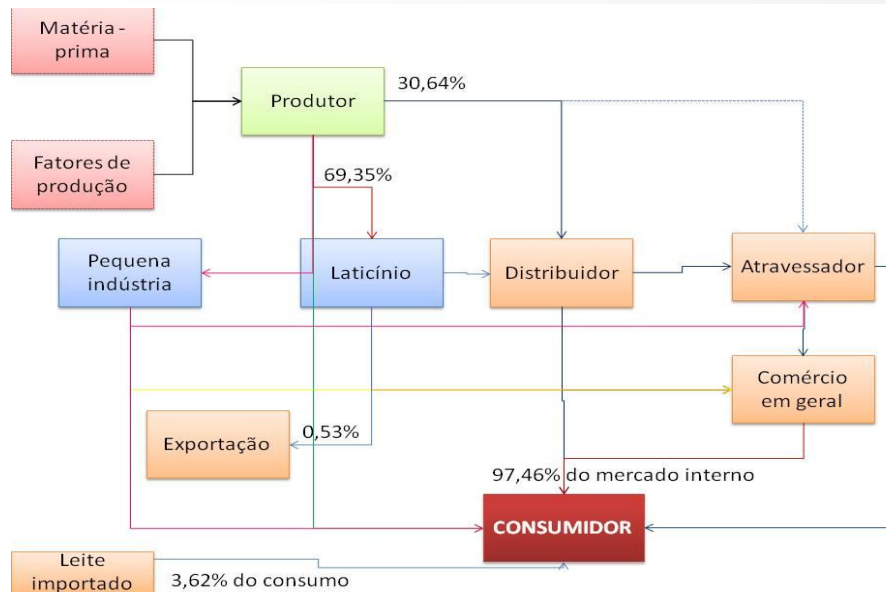 Matéria -
prima
Produtor
30,64%
Fatores de
produção
69,35%
Pequena
indústria
Laticínio
Distribuidor
Atravessador
Comércio
em geral
Exportação
0,53%
97,46% do mercado interno
CONSUMIDOR
Leite
importado
3,62% do consumo